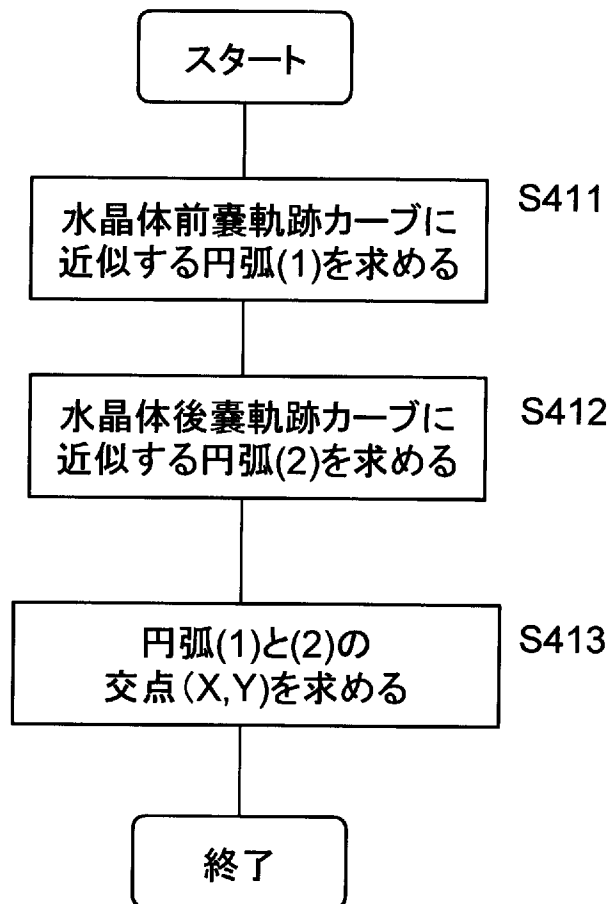 スタート
S411
水晶体前嚢軌跡カーブに
近似する円弧(1)を求める
S412
水晶体後嚢軌跡カーブに
近似する円弧(2)を求める
S413
円弧(1)と(2)の
交点(X,Y)を求める
終了